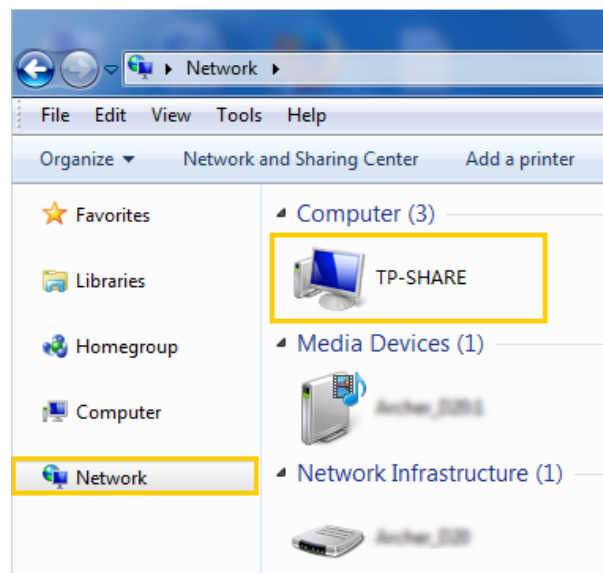 Network
File Edit View Tools Help
Organize Network and Sharing Center Add a printer
Favorites
Libraries
Homegroup
Computer
Network
Computer (3)
TP-SHARE
Media Devices (1)
Network Infrastructure (1)